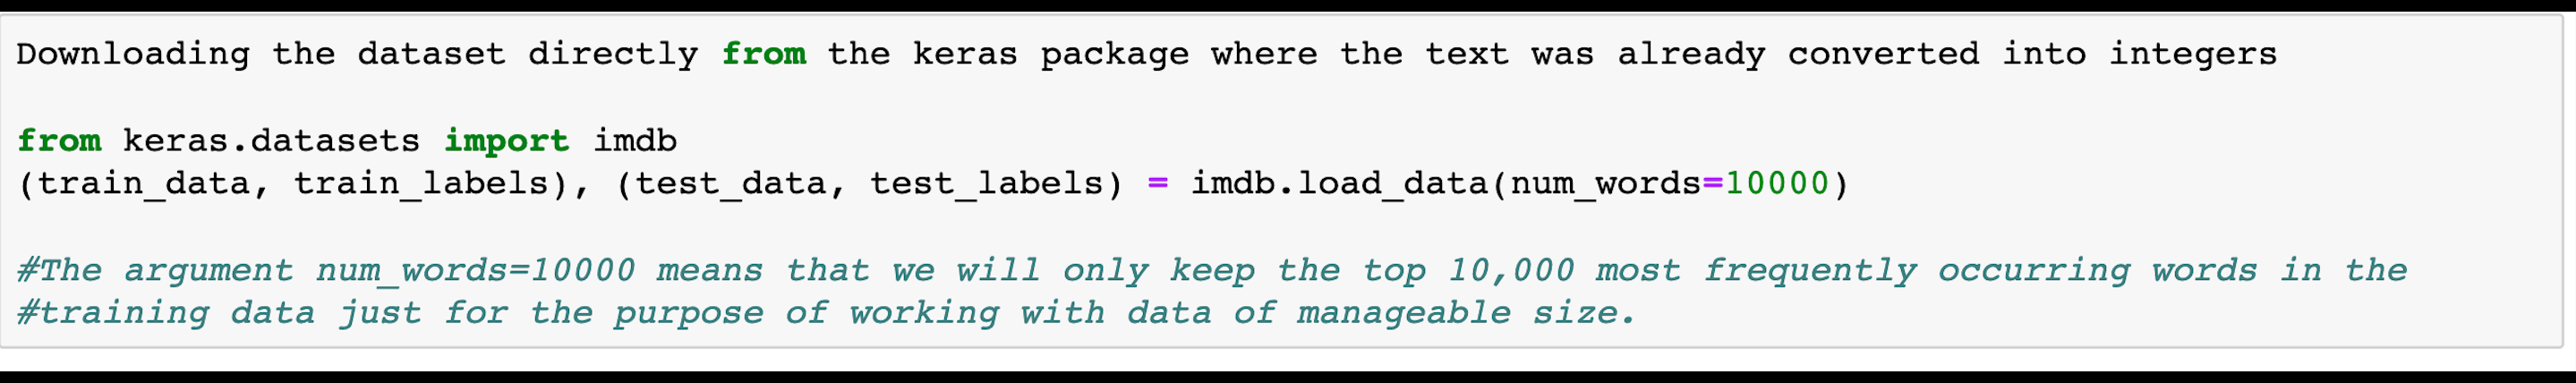 Downloading the dataset directly from the keras package where the text was already converted into integers
from keras.datasets import imdb
(train_data, train_labels), (test_data, test_labels) = imdb.load_data(num_words=10000)
#The argument num_words=10000 means that we will only keep the top 10,000 most frequently occurring words in the
#training data just for the purpose of working with data of manageable size.